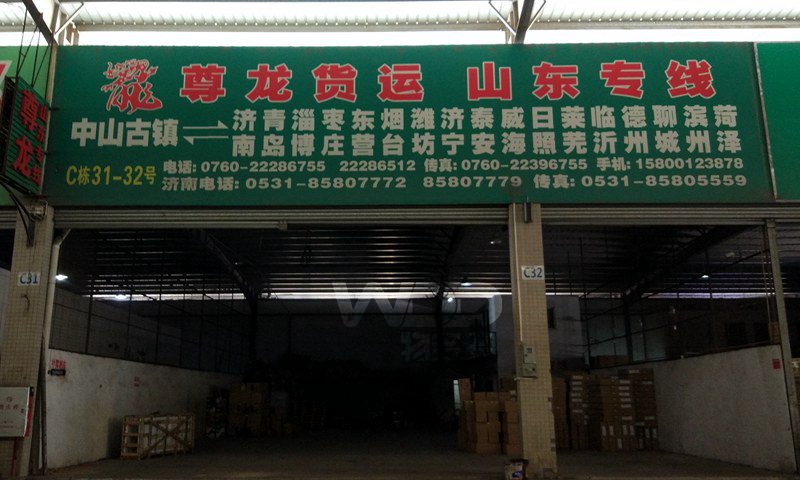 尊龙货运 山东专线
中山古镇
济青淄枣东烟潍济泰威日莱临德聊滨菏
南岛博庄营台坊宁安海照芜沂州城州泽
C栋31-32号
电话: 0760-22286755 22286512 传真: 0760-22396755 手机: 15800123878
济南电话: 0531-85807772 85807779 传真: 0531-85805559
尊龙
C31
C32